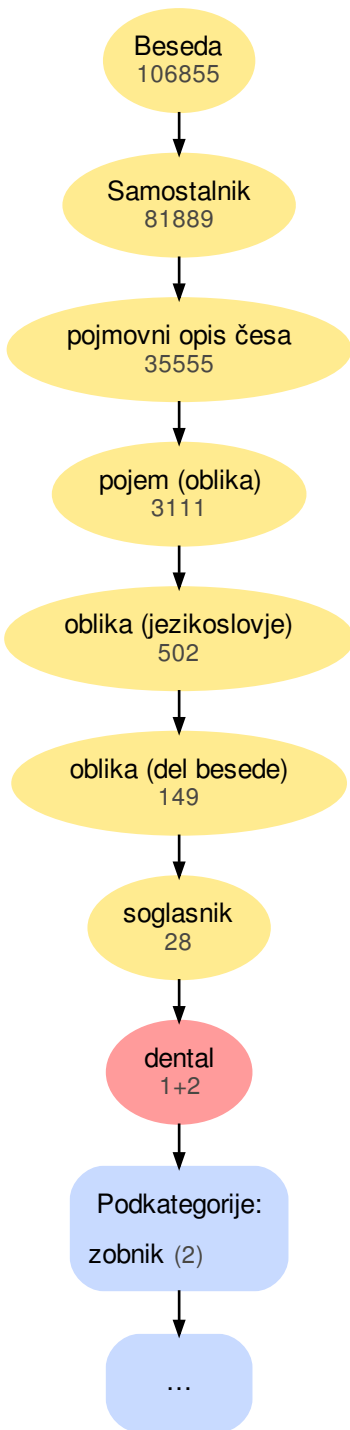 Beseda
106855
Samostalnik
81889
pojmovni opis česa
35555
pojem (oblika)
3111
oblika (jezikoslovje)
502
oblika (del besede)
149
soglasnik
28
dental
1+2
Podkategorije:
zobnik (2)
...